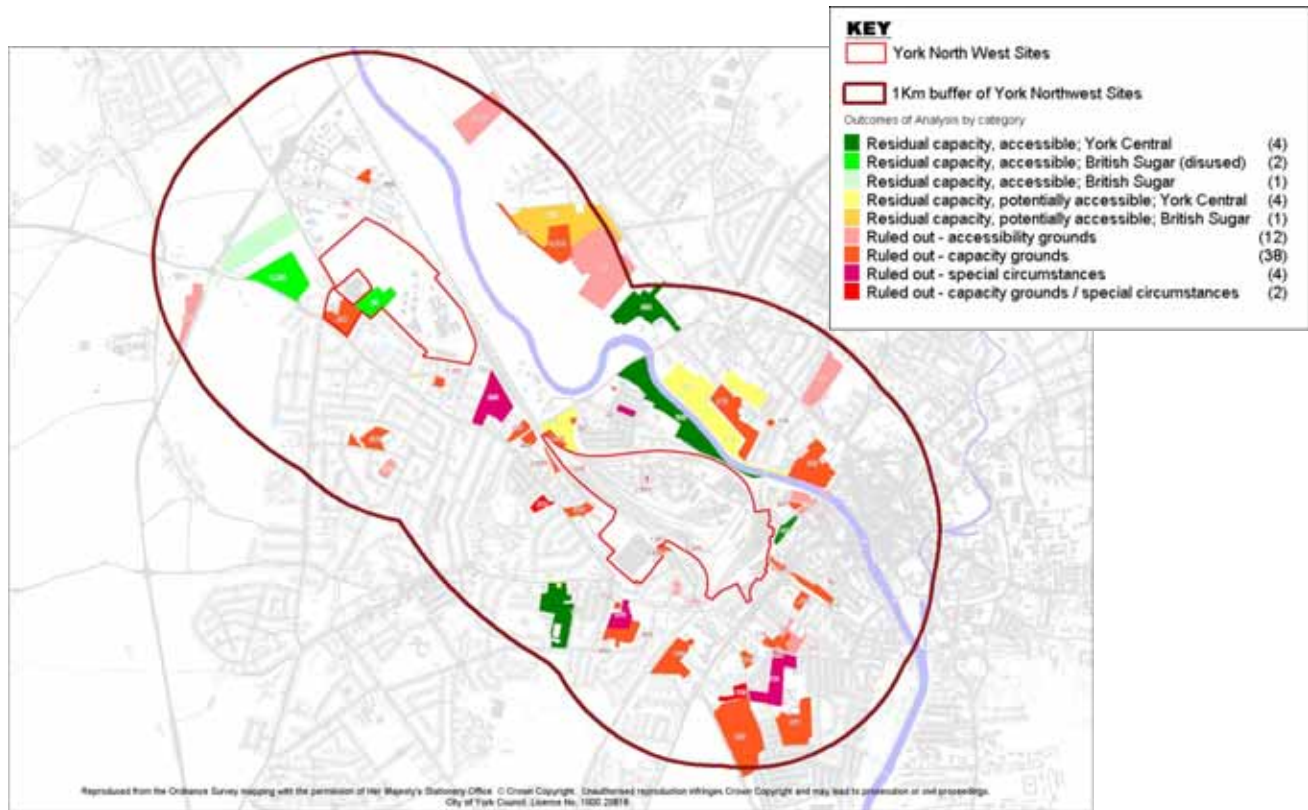 KEY
York North West Sites
1Km buffer of York Northwest Sites
Outcomes of Analysis by category
Residual capacity, accessible; York Central (4)
Residual capacity, accessible; British Sugar (disused) (2)
Residual capacity, accessible; British Sugar (1)
Residual capacity, potentially accessible; York Central (4)
Residual capacity, potentially accessible; British Sugar (1)
Ruled out - accessibility grounds (12)
Ruled out - capacity grounds (38)
Ruled out - special circumstances (4)
Ruled out - capacity grounds / special circumstances (2)
Reproduced from the Ordnance Survey mapping with the permission of Her Majesty's Stationery Office. © Crown Copyright. Unauthorised reproduction infringes Crown Copyright and may lead to prosecution or civil proceedings.
City of York Council, Licence No. 1000 20818